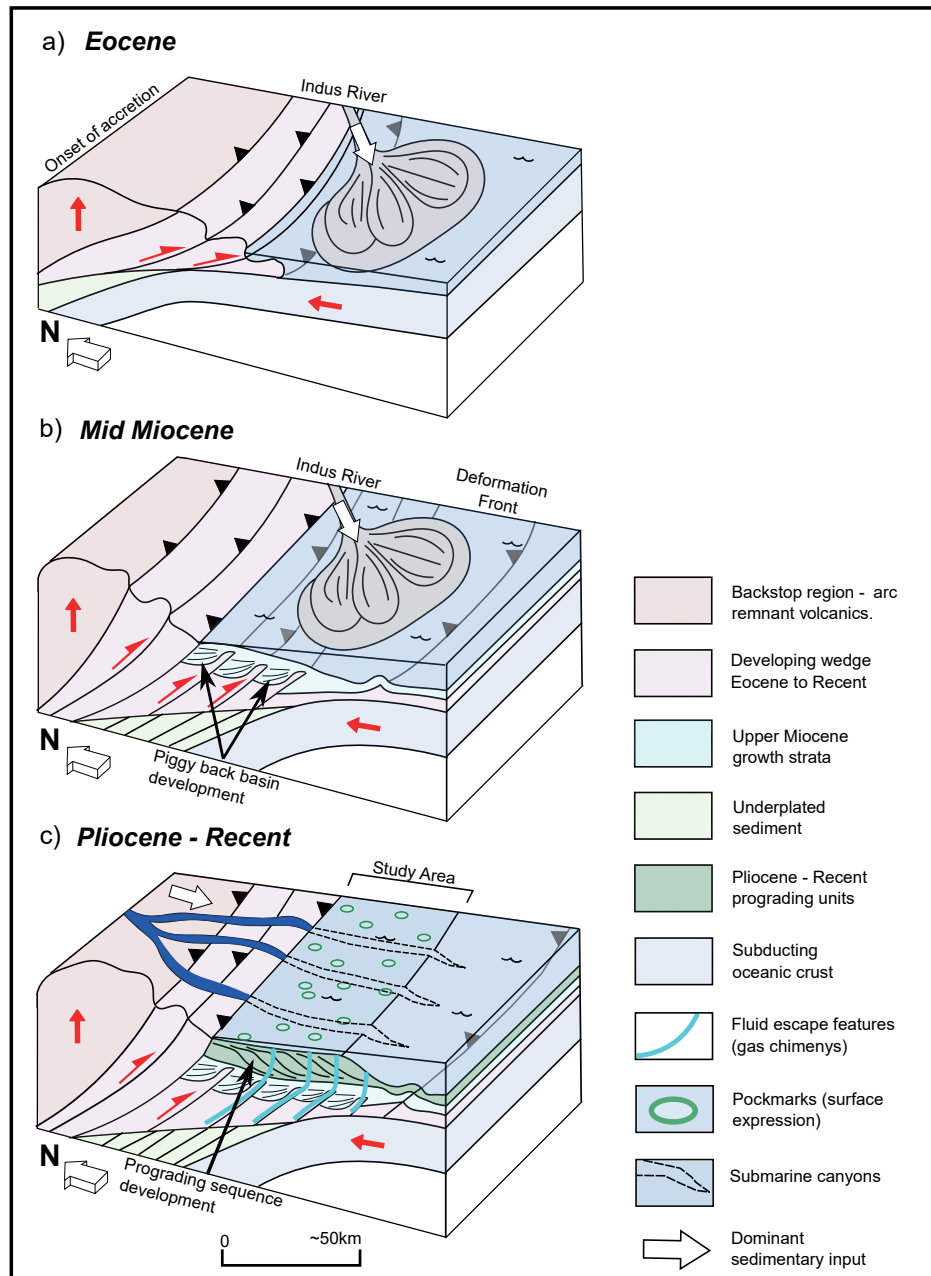 a) Eocene
Indus River
Onset of accretion
N
b) Mid Miocene
Indus River
Deformation
Front
N
Piggy back basin
development
c) Pliocene - Recent
Study Area
N
Prograding sequence
development
0 ~50km
Backstop region - arc
remnant volcanics.
Developing wedge
Eocene to Recent
Upper Miocene
growth strata
Underplated
sediment
Pliocene - Recent
prograding units
Subducting
oceanic crust
Fluid escape features
(gas chimenys)
Pockmarks (surface
expression)
Submarine canyons
Dominant
sedimentary input